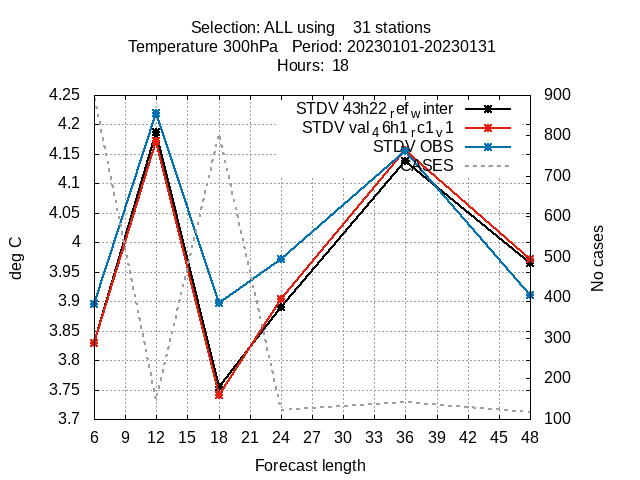 Selection: ALL using    31 stations
Temperature 300hPa   Period: 20230101-20230131
Hours:  18
STDV 43h22refwinter
STDV val46h1rc1v1
STDV OBS
CASES
deg C
4.25
4.2
4.15
4.1
4.05
4
3.95
3.9
3.85
3.8
3.75
3.7
900
800
700
600
500
400
300
200
100
No cases
6 9 12 15 18 21 24 27 30 33 36 39 42 45 48
Forecast length